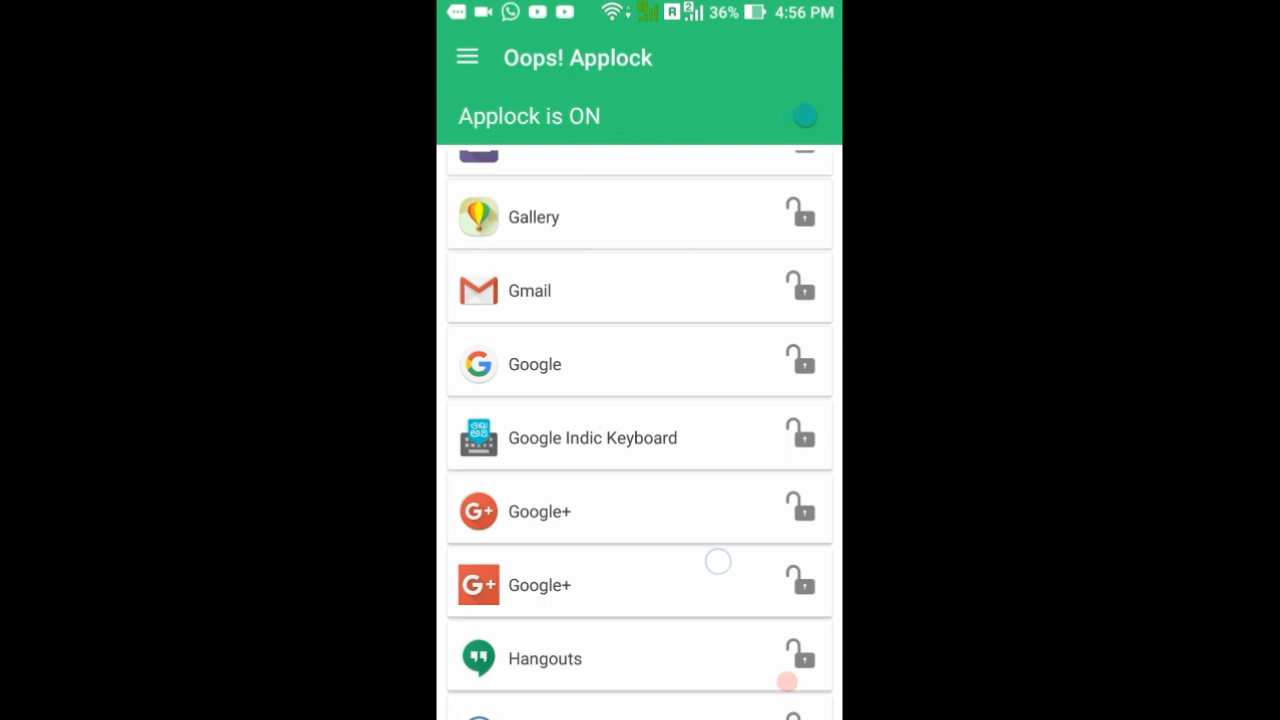 36% 4:56 PM
Oops! Applock
Applock is ON
Gallery
Gmail
Google
Google Indic Keyboard
G+ Google+
G+ Google+
Hangouts